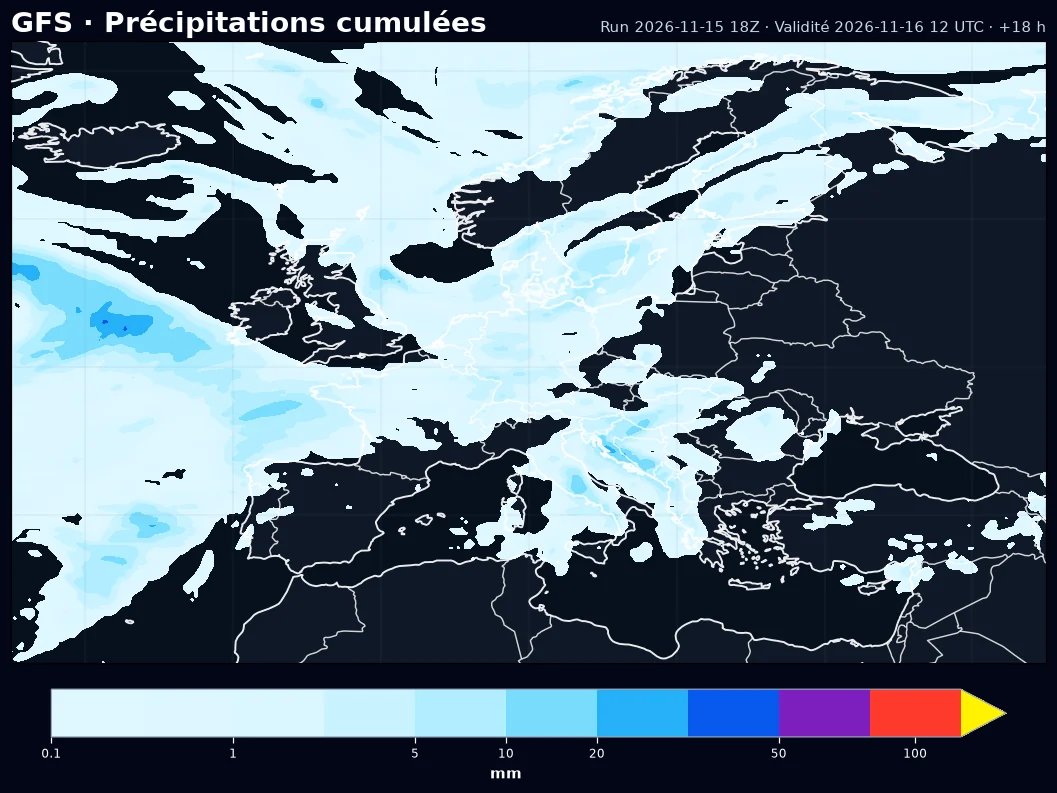 GFS · Précipitations cumulées
Run 2026-11-15 18Z · Validité 2026-11-16 12 UTC · +18 h
0.1 1 5 10 20 50 100
mm